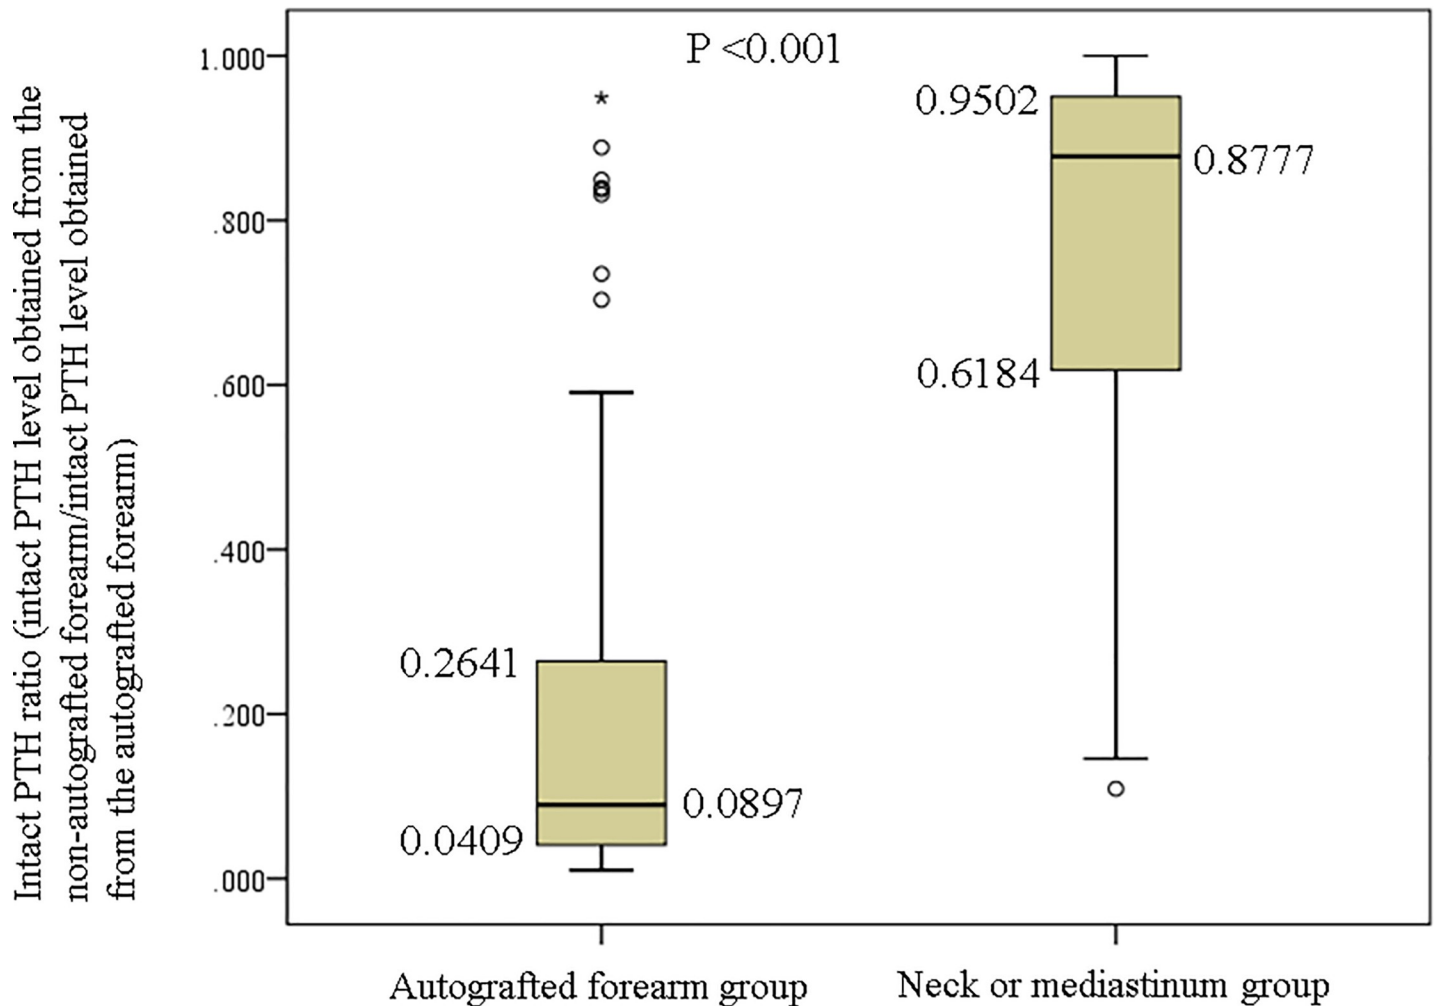 Intact PTH ratio (intact PTH level obtained from the
non-autografted forearm/intact PTH level obtained
from the autografted forearm)
P <0.001
1.000
.800
.600
.400
.200
.000
*
0.9502
0.8777
0.6184
0.2641
0.0897
0.0409
Autografted forearm group
Neck or mediastinum group